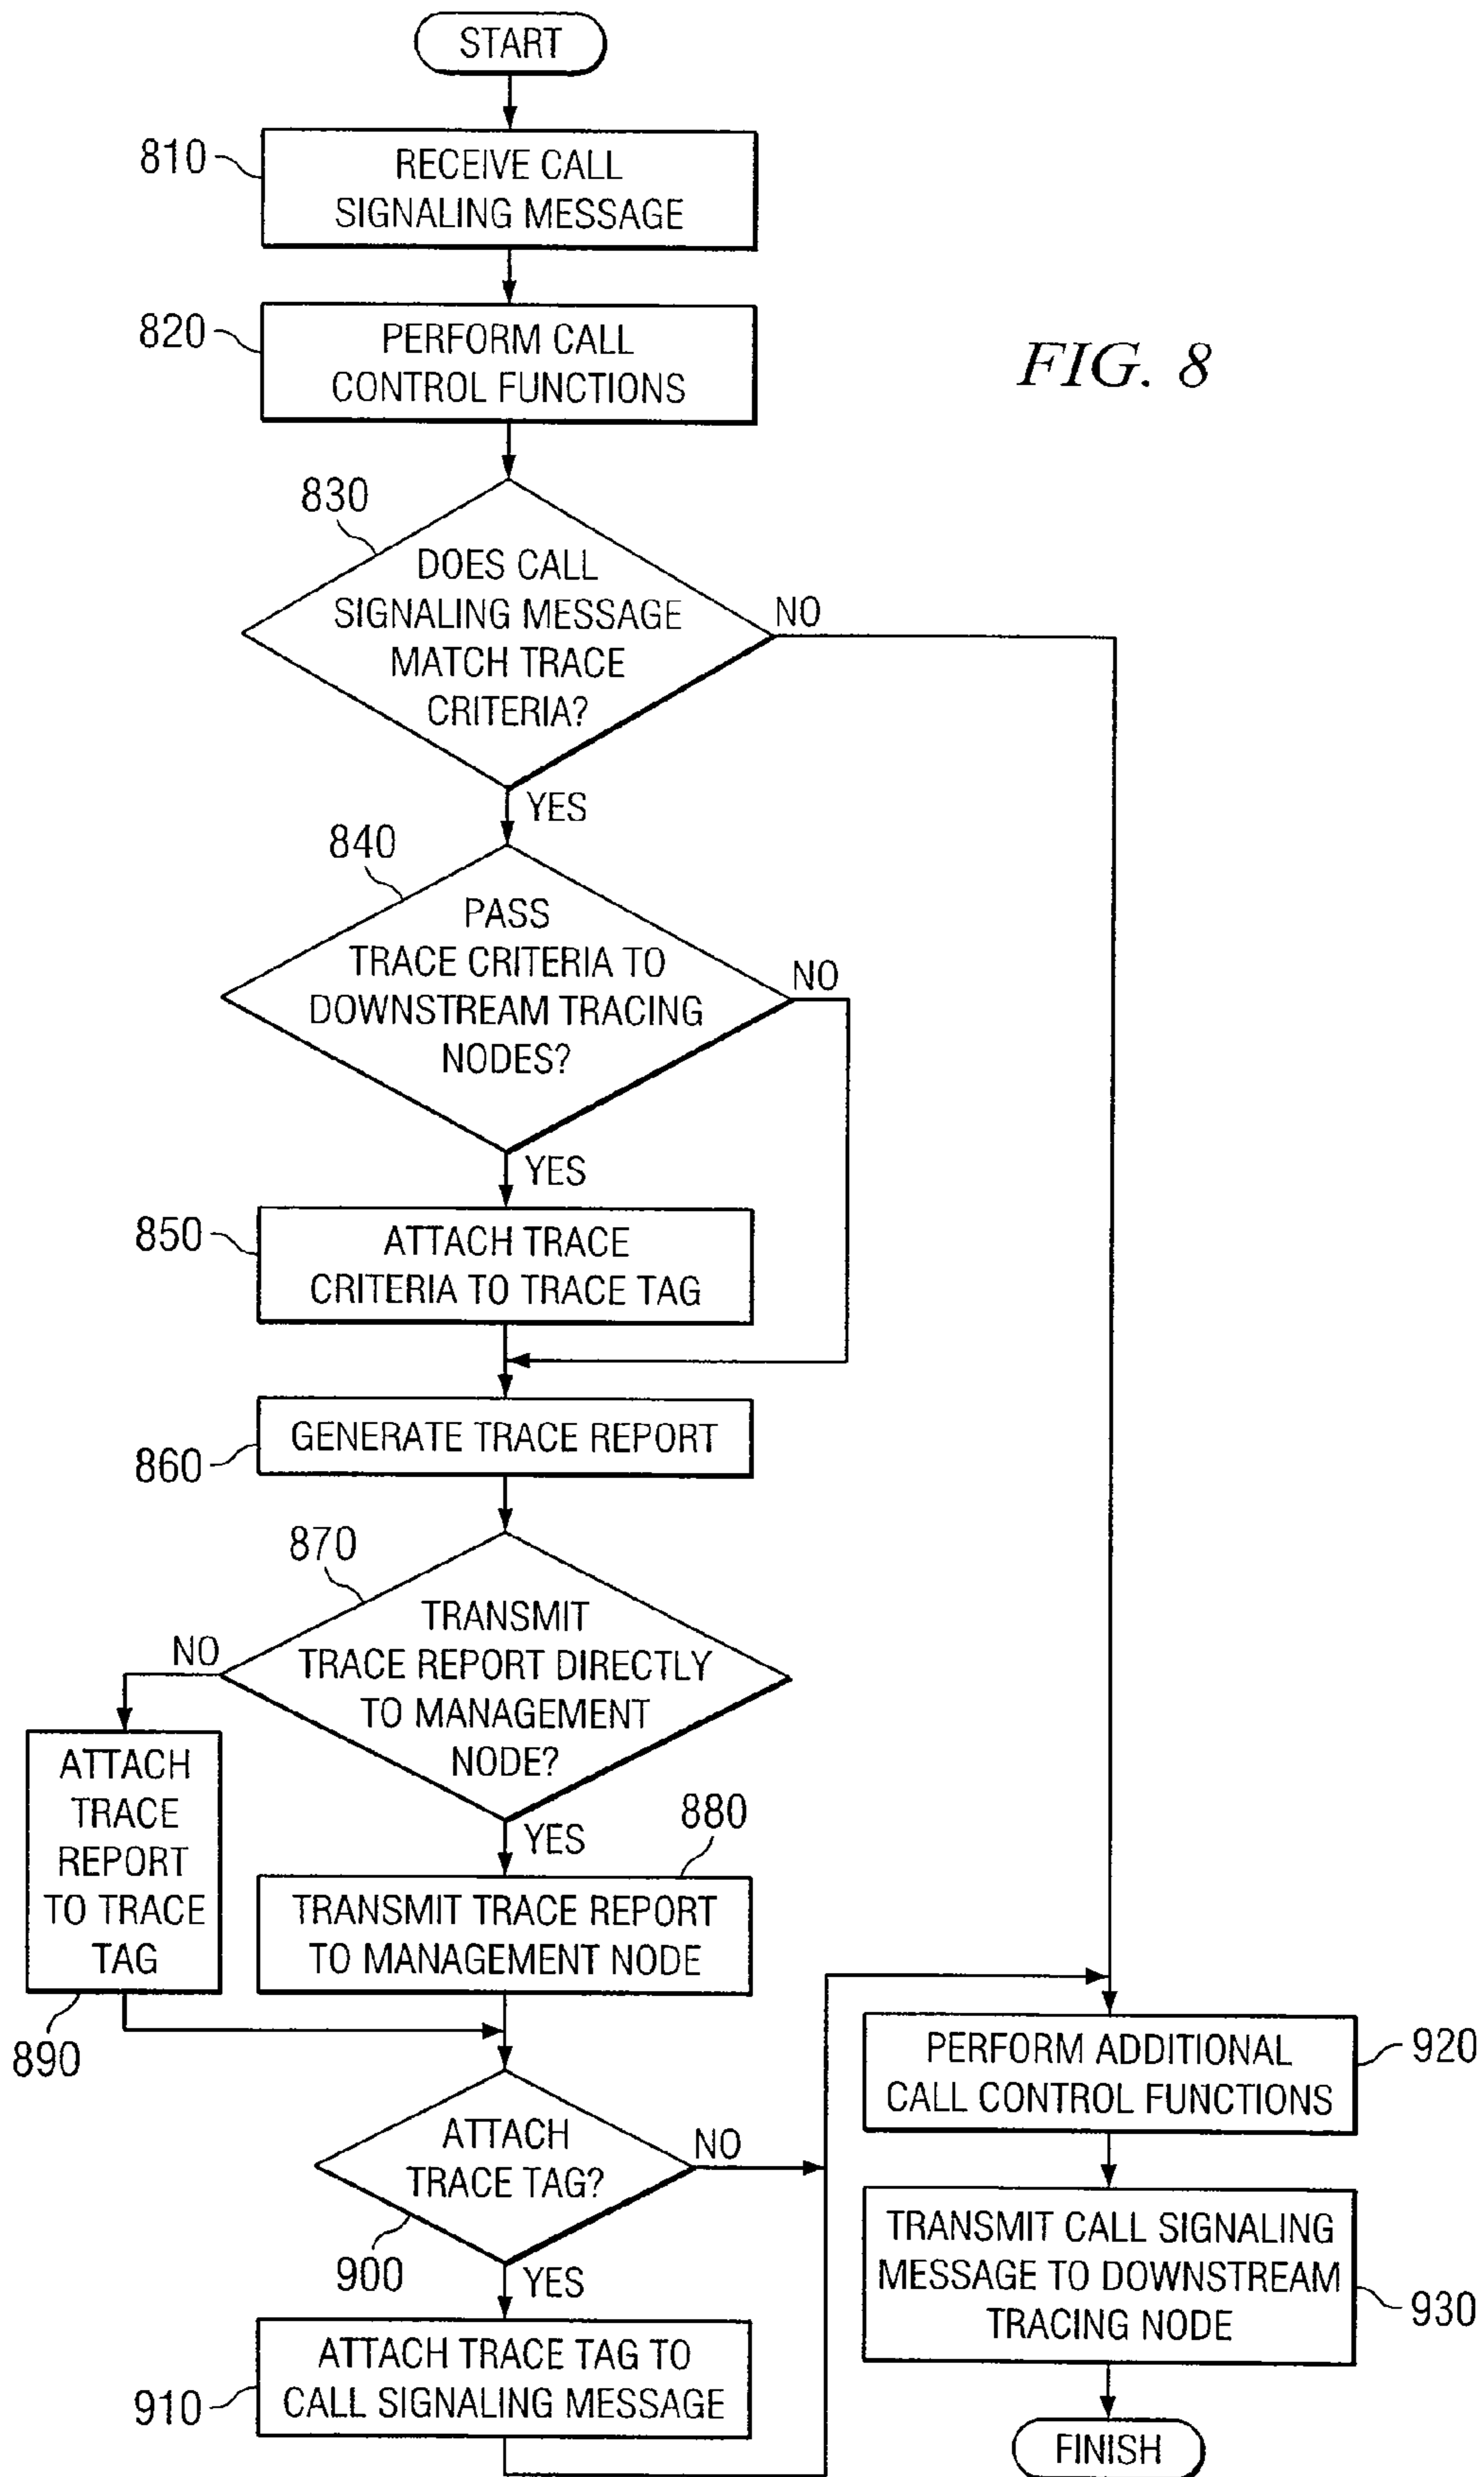 START
810
RECEIVE CALL
SIGNALING MESSAGE
820
PERFORM CALL
CONTROL FUNCTIONS
FIG. 8
830
DOES CALL
SIGNALING MESSAGE
MATCH TRACE
CRITERIA?
NO
YES
840
PASS
TRACE CRITERIA TO
DOWNSTREAM TRACING
NODES?
NO
YES
850
ATTACH TRACE
CRITERIA TO TRACE TAG
GENERATE TRACE REPORT
860
870
TRANSMIT
TRACE REPORT DIRECTLY
TO MANAGEMENT
NODE?
NO
YES
ATTACH
TRACE
REPORT
TO TRACE
TAG
890
880
TRANSMIT TRACE REPORT
TO MANAGEMENT NODE
ATTACH
TRACE TAG?
NO
900
YES
ATTACH TRACE TAG TO
CALL SIGNALING MESSAGE
910
PERFORM ADDITIONAL
CALL CONTROL FUNCTIONS
920
TRANSMIT CALL SIGNALING
MESSAGE TO DOWNSTREAM
TRACING NODE
930
FINISH